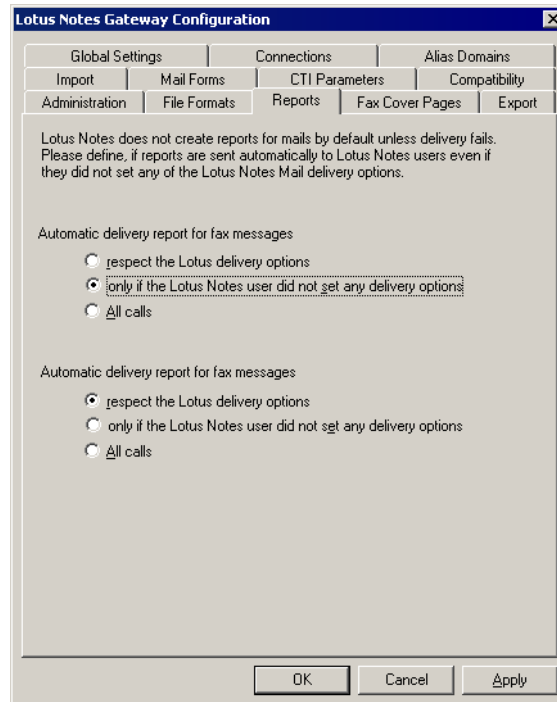 Lotus Notes Gateway Configuration
Global Settings Connections Alias Domains
Import Mail Forms CTI Parameters Compatibility
Administration File Formats Reports Fax Cover Pages Export
Lotus Notes does not create reports for mails by default unless delivery fails.
Please define, if reports are sent automatically to Lotus Notes users even if
they did not set any of the Lotus Notes Mail delivery options.
Automatic delivery report for fax messages
respect the Lotus delivery options
only if the Lotus Notes user did not set any delivery options
All calls
Automatic delivery report for fax messages
respect the Lotus delivery options
only if the Lotus Notes user did not set any delivery options
All calls
OK Cancel Apply